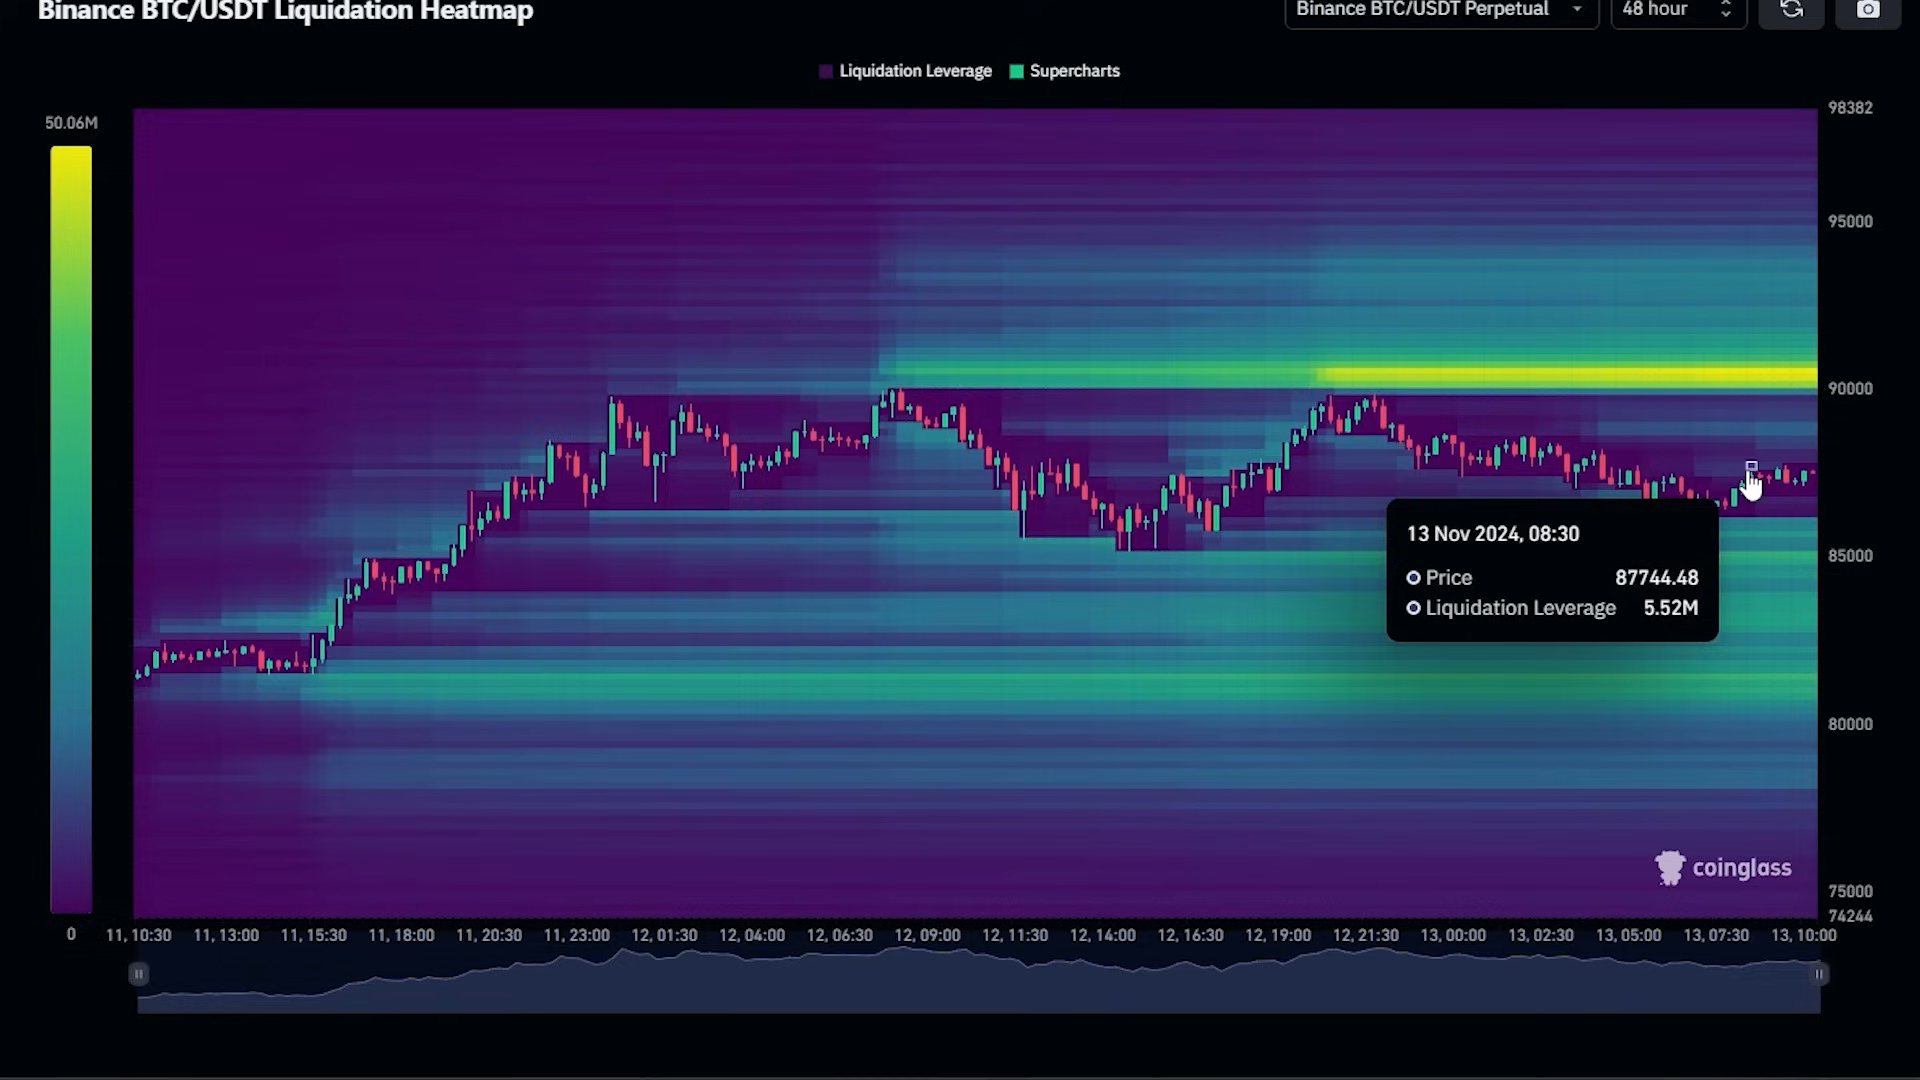 Binance BTC/USDT Liquidation Heatmap
Binance BTC/USDT Perpetual
48 hour
Liquidation Leverage
Supercharts
50.06M
0
98382
95000
90000
85000
80000
75000
74244
13 Nov 2024, 08:30
Price 87744.48
Liquidation Leverage 5.52M
coinglass
11, 10:30 11, 13:00 11, 15:30 11, 18:00 11, 20:30 11, 23:00 12, 01:30 12, 04:00 12, 06:30 12, 09:00 12, 11:30 12, 14:00 12, 16:30 12, 19:00 12, 21:30 13, 00:00 13, 02:30 13, 05:00 13, 07:30 13, 10:00